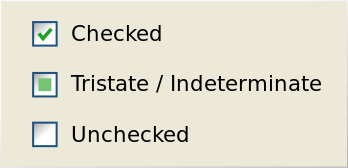 Checked
Tristate / Indeterminate
Unchecked